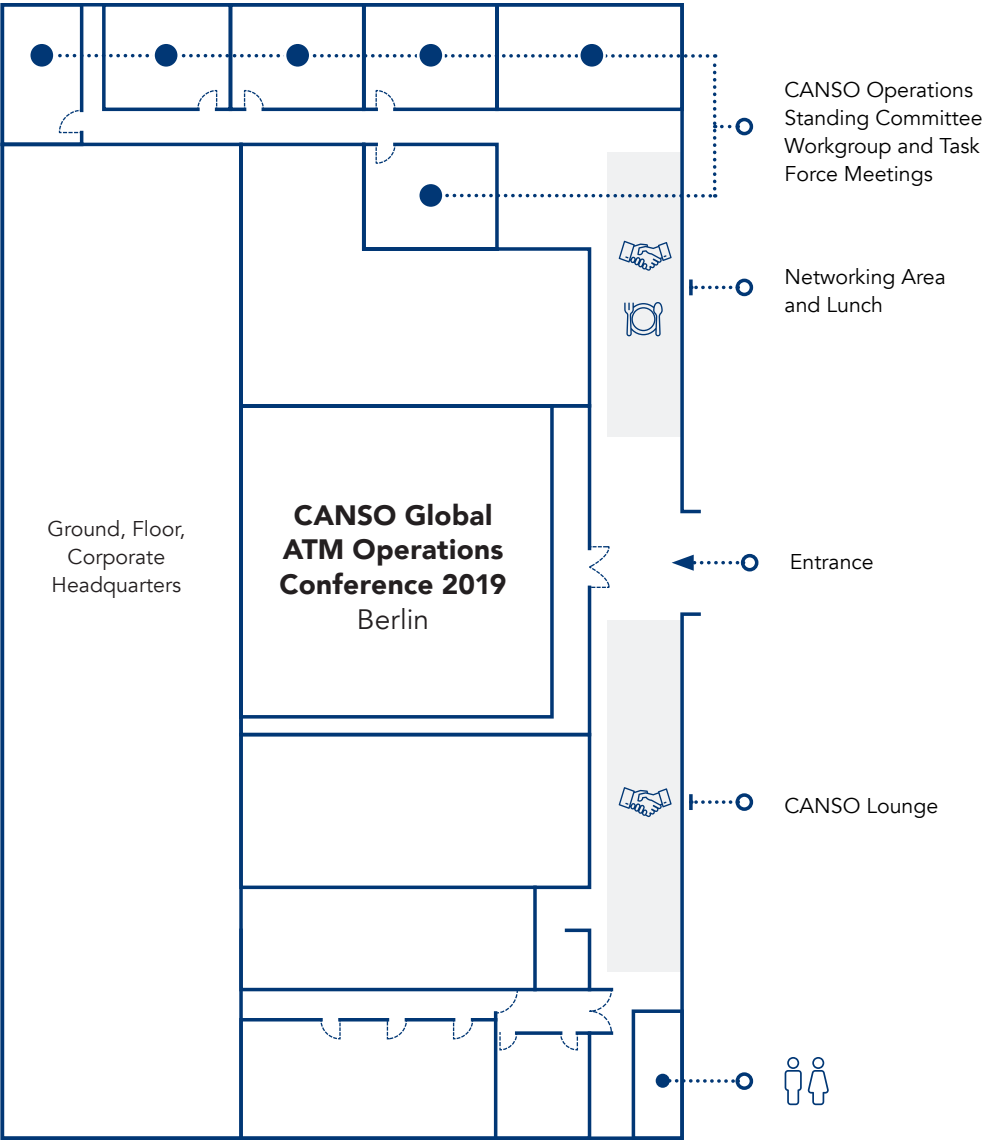 CANSO Operations
Standing Committee
Workgroup and Task
Force Meetings
Networking Area
and Lunch
Ground, Floor,
Corporate
Headquarters
CANSO Global
ATM Operations
Conference 2019
Berlin
Entrance
CANSO Lounge